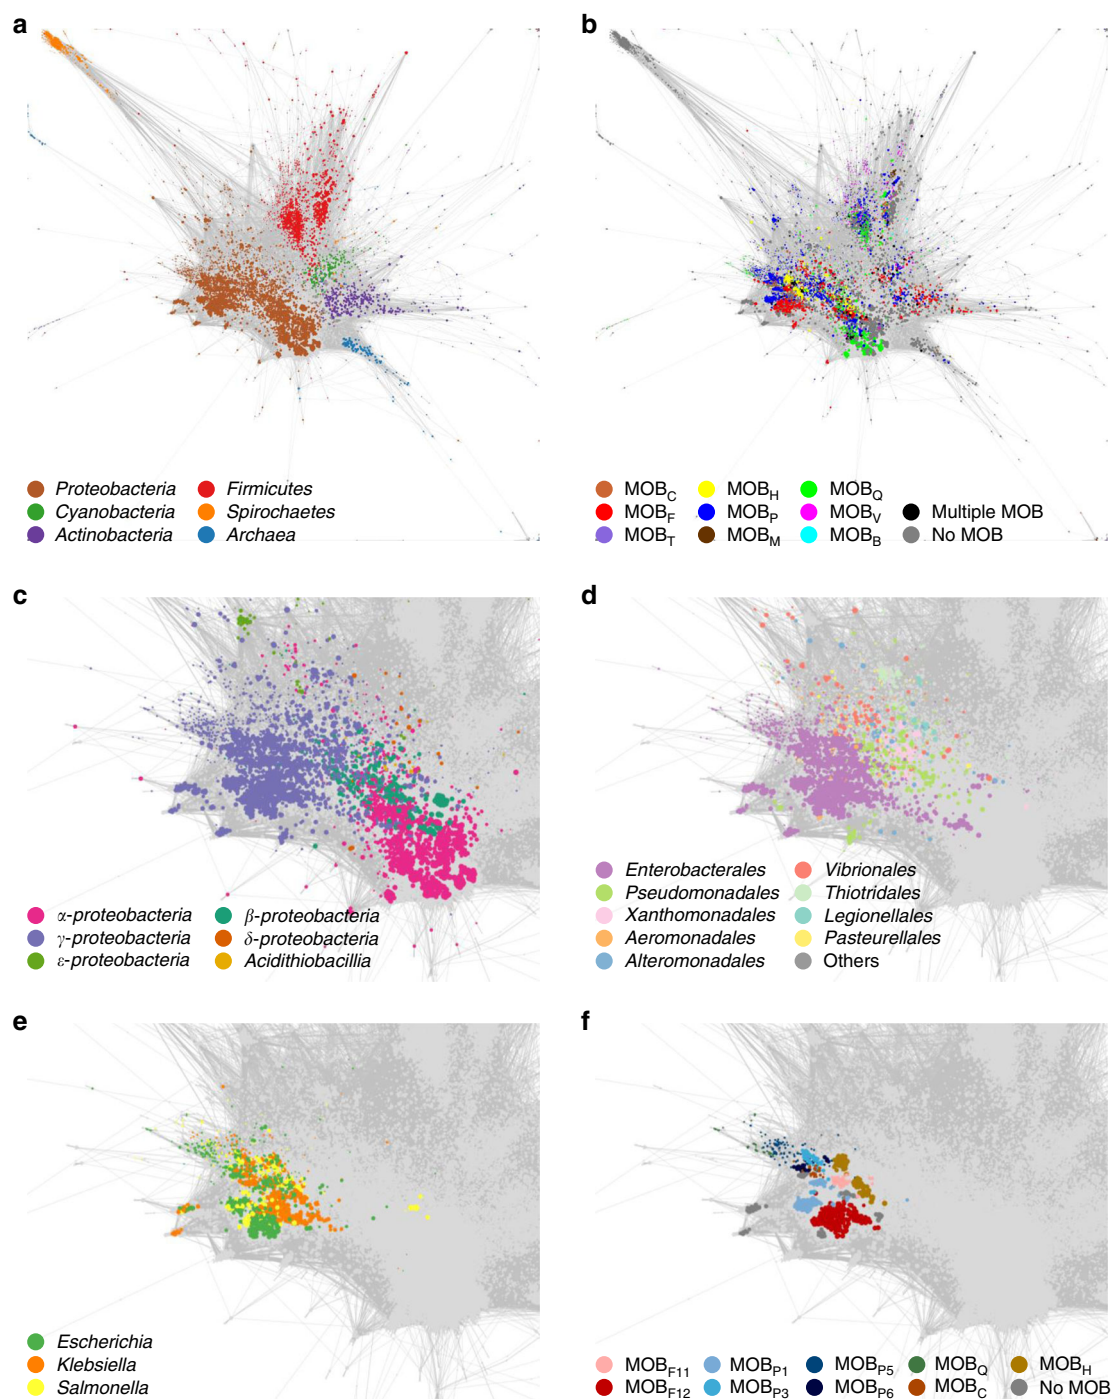 a
b
Proteobacteria
Firmicutes
Cyanobacteria
Spirochaetes
Actinobacteria
Archaea
MOBC
MOBH
MOBQ
MOBF
MOBP
MOBV
Multiple MOB
MOBT
MOBM
MOBB
No MOB
c
d
α-proteobacteria
β-proteobacteria
γ-proteobacteria
δ-proteobacteria
ε-proteobacteria
Acidithiobacillia
Enterobacterales
Vibrionales
Pseudomonadales
Thiotridales
Xanthomonadales
Legionellales
Aeromonadales
Pasteurellales
Alteromonadales
Others
e
f
Escherichia
Klebsiella
Salmonella
MOBF11
MOBP1
MOBP5
MOBQ
MOBH
MOBF12
MOBP3
MOBP6
MOBC
No MOB